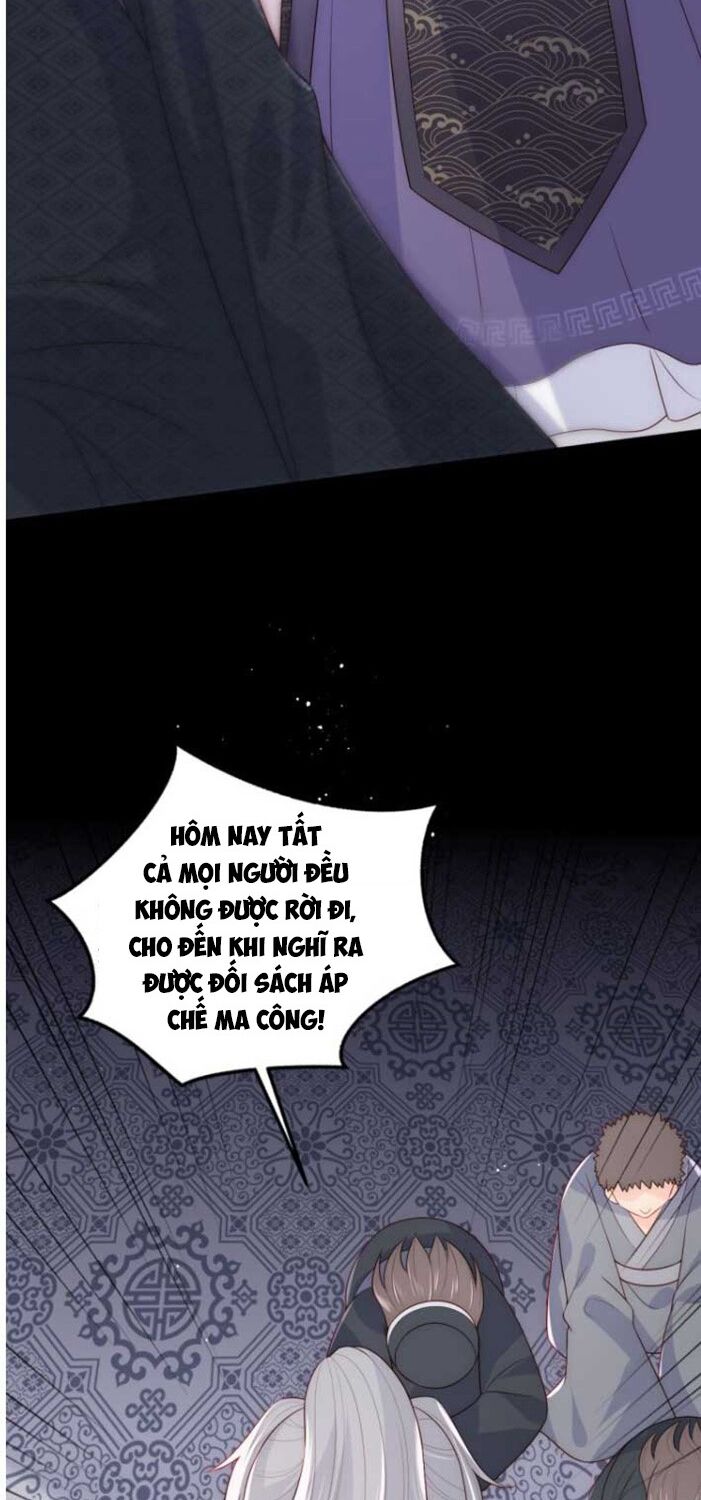 HÔM NAY TẤT
CẢ MỌI NGƯỜI ĐỀU
KHÔNG ĐƯỢC RỜI ĐI,
CHO ĐẾN KHI NGHĨ RA
ĐƯỢC ĐỐI SÁCH ÁP
CHẾ MA CÔNG!